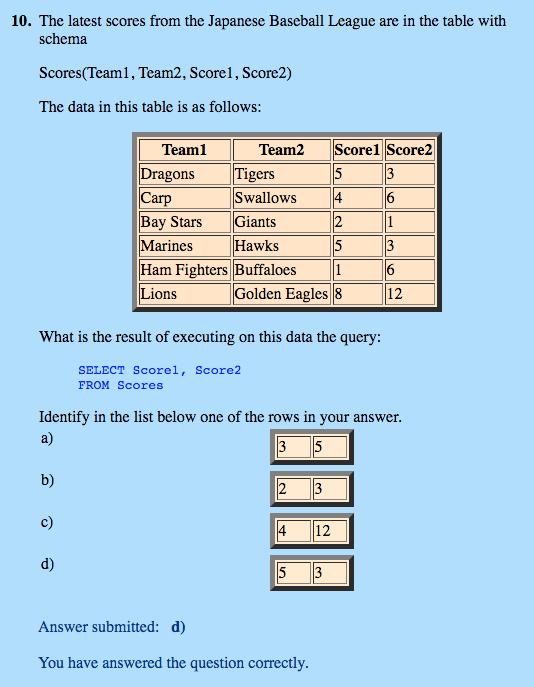 10. The latest scores from the Japanese Baseball League are in the table with
schema
Scores(Team1, Team2, Score1, Score2)
The data in this table is as follows:
Team1 Team2 Score1 Score2
Dragons Tigers 5 3
Carp Swallows 4 6
Bay Stars Giants 2 1
Marines Hawks 5 3
Ham Fighters Buffaloes 1 6
Lions Golden Eagles 8 12
What is the result of executing on this data the query:
SELECT Score1, Score2
FROM Scores
Identify in the list below one of the rows in your answer.
a) 3 5
b) 2 3
c) 4 12
d) 5 3
Answer submitted: d)
You have answered the question correctly.